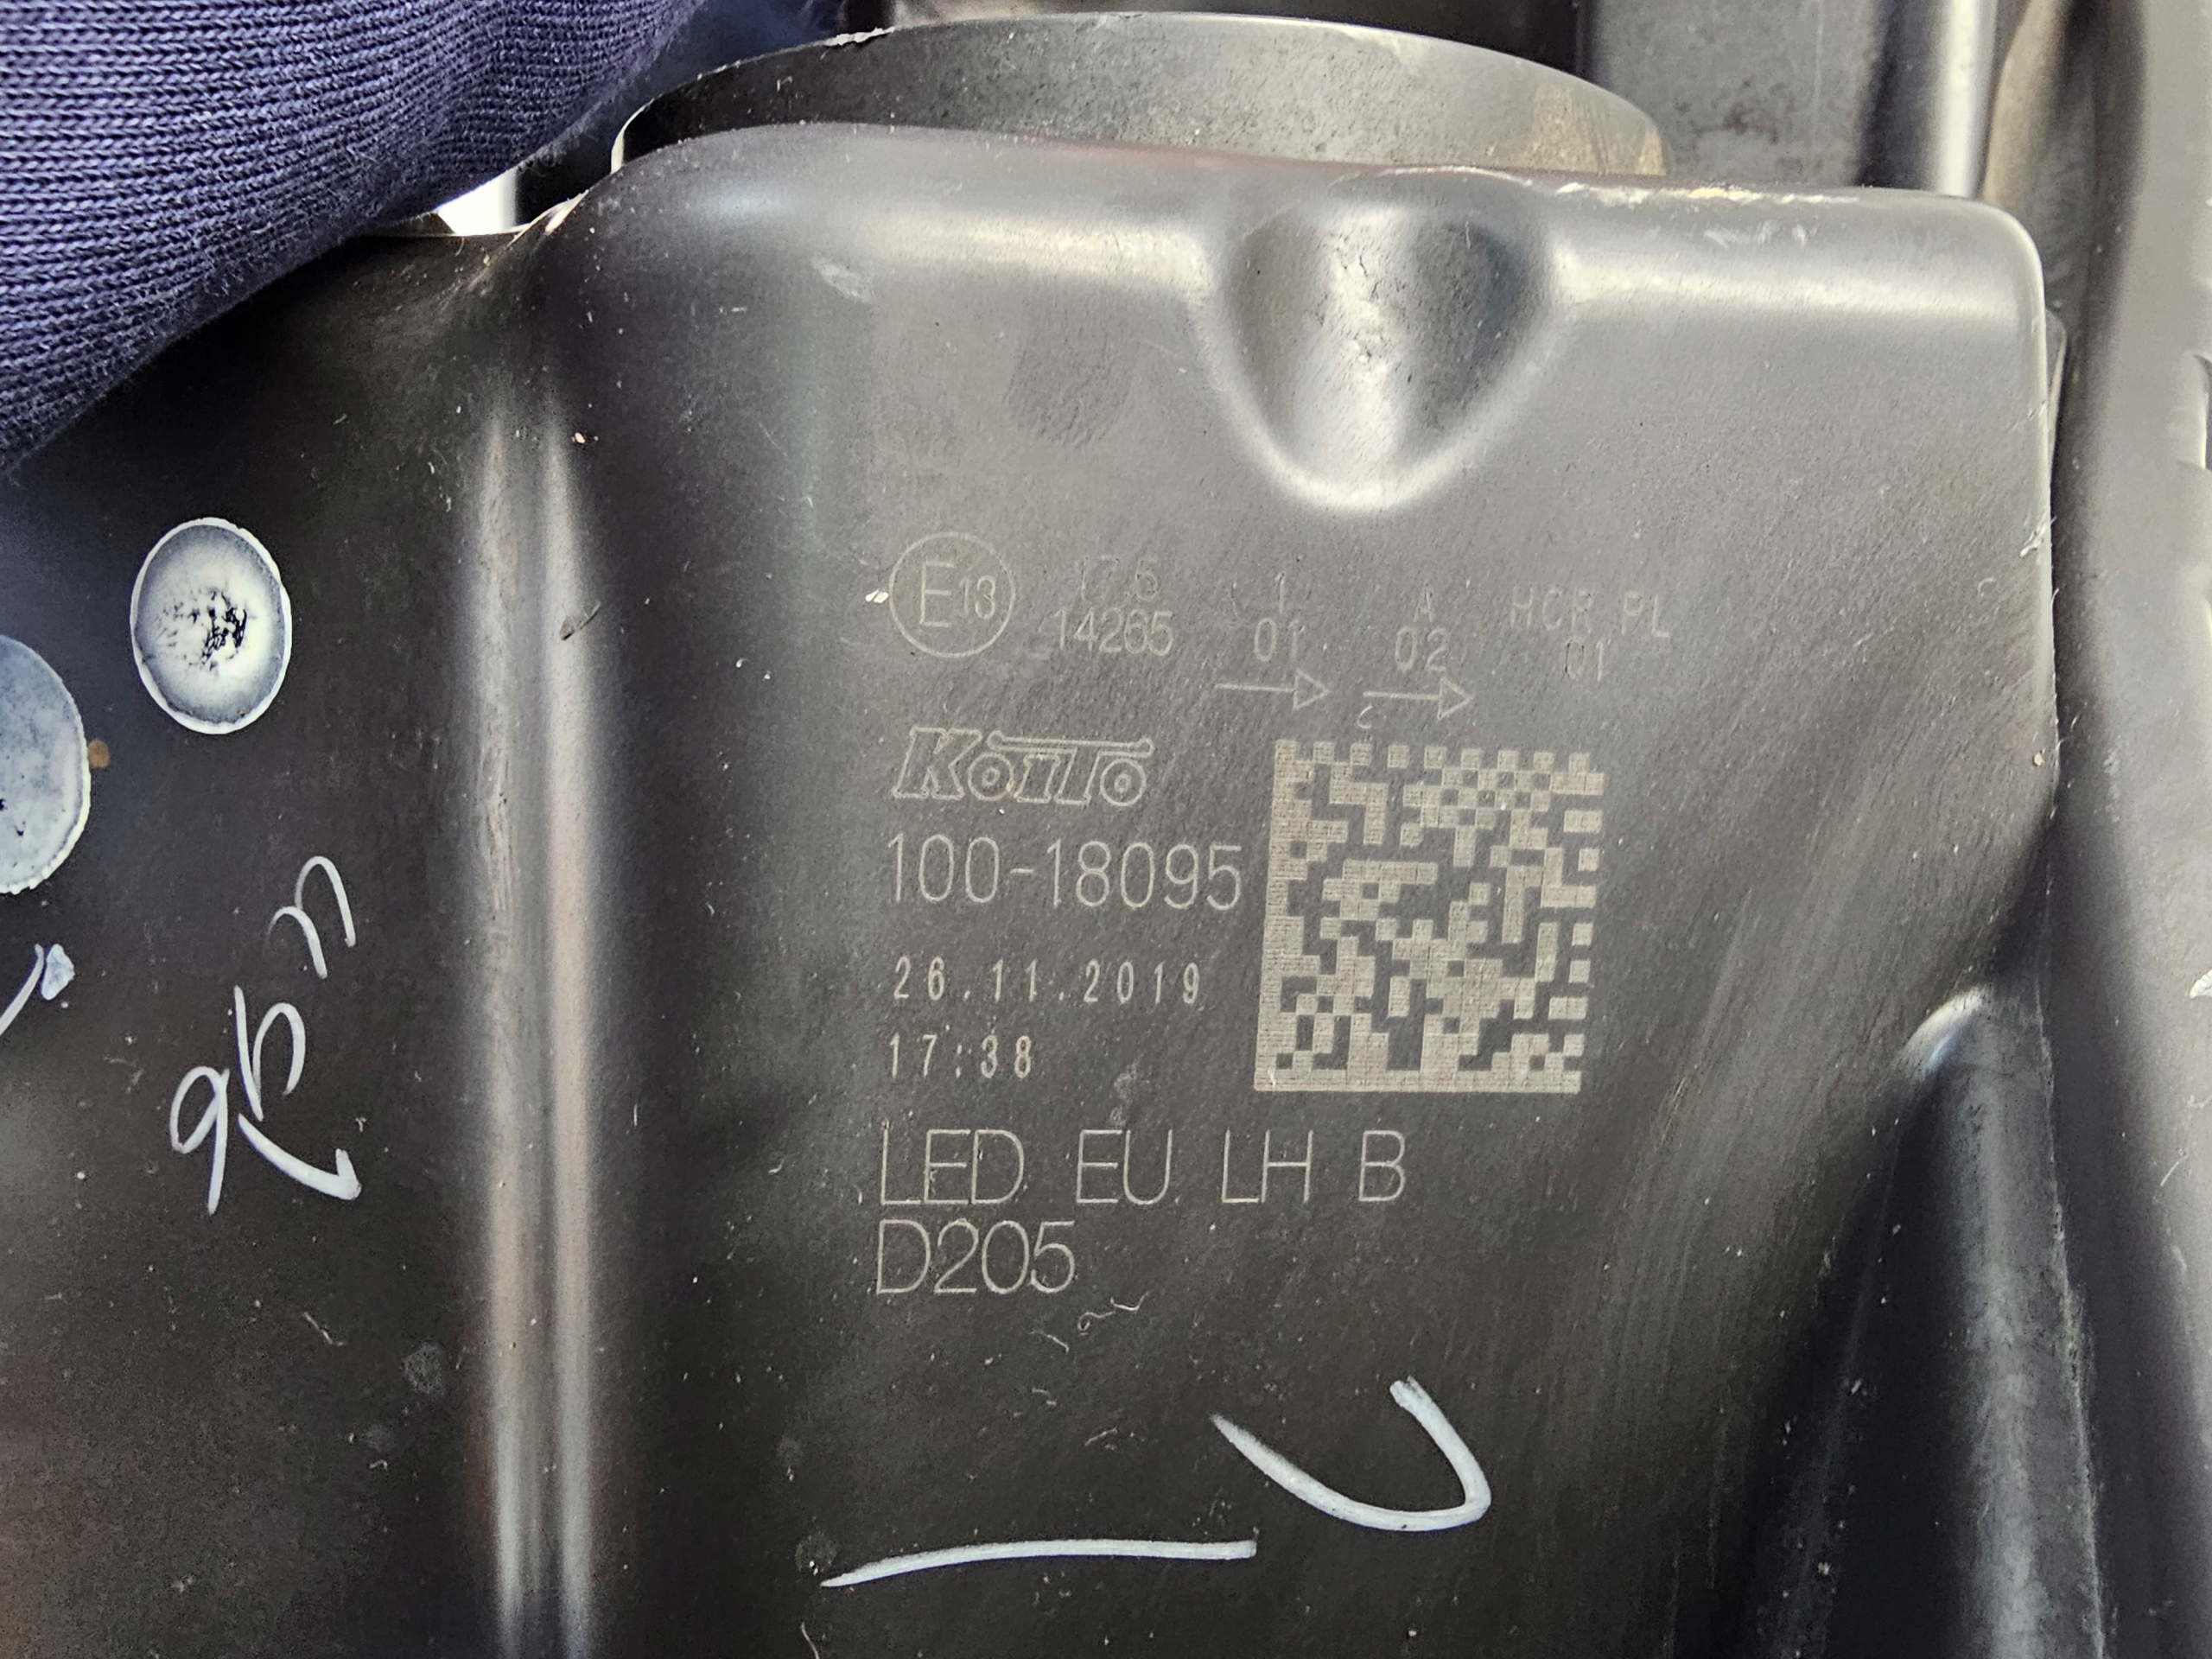 E13 17.5 1 A HCR PL
14265 01 02 01
KOITO
100-18095
26.11.2019
17:38
LED EU LH B
D205